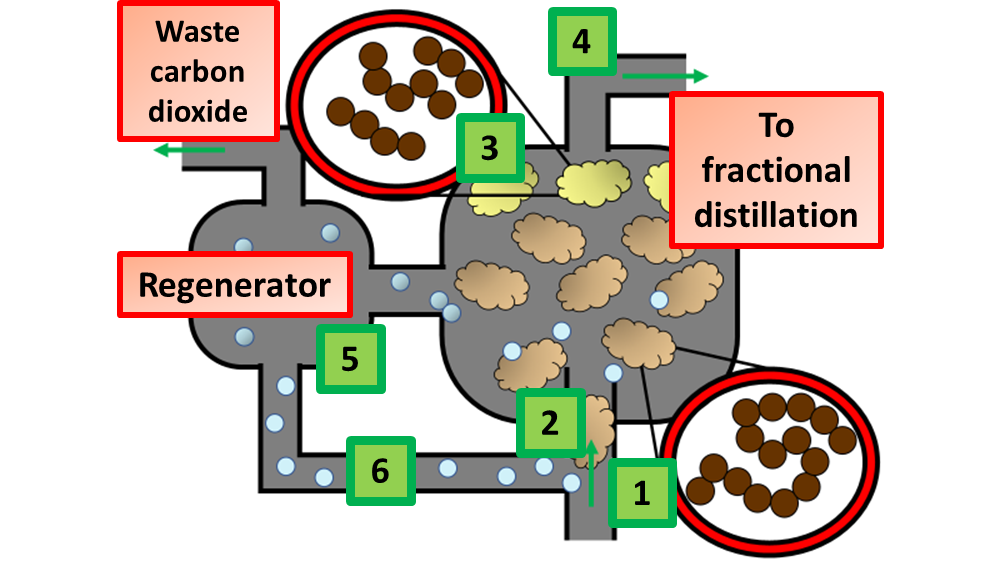 Waste
carbon
dioxide
4
3
To
fractional
distillation
Regenerator
5
2
6
1